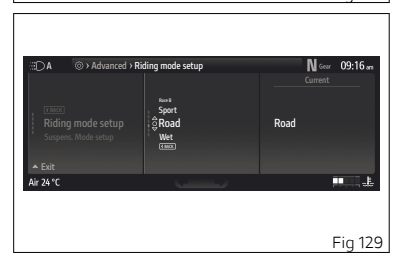 A Advanced › Riding mode setup N Gear 09:16 am
Current
Race B
Sport
BACK
Riding mode setup Road Road
Suspens. Mode setup Wet
BACK
Exit
Air 24 °C
Fig 129